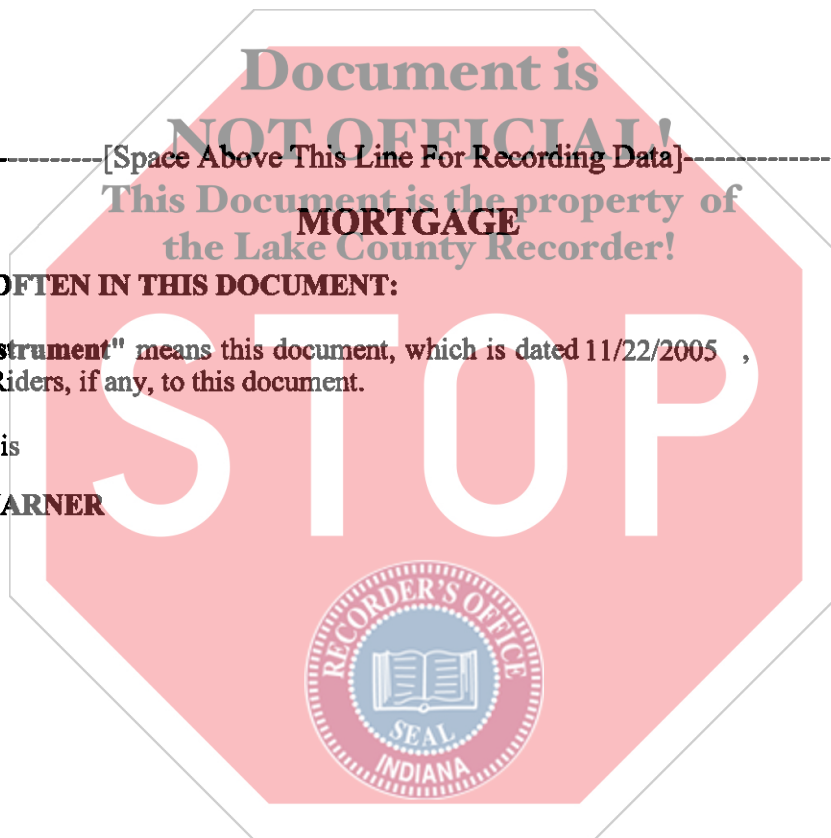 Document is
NOT OFFICIAL!
[Space Above This Line For Recording Data]
This Document is the property of
MORTGAGE
the Lake County Recorder!
OFTEN IN THIS DOCUMENT:
strument" means this document, which is dated 11/22/2005 ,
Riders, if any, to this document.
is
ARNER
STOP
RECORDER'S OFFICE
SEAL
INDIANA